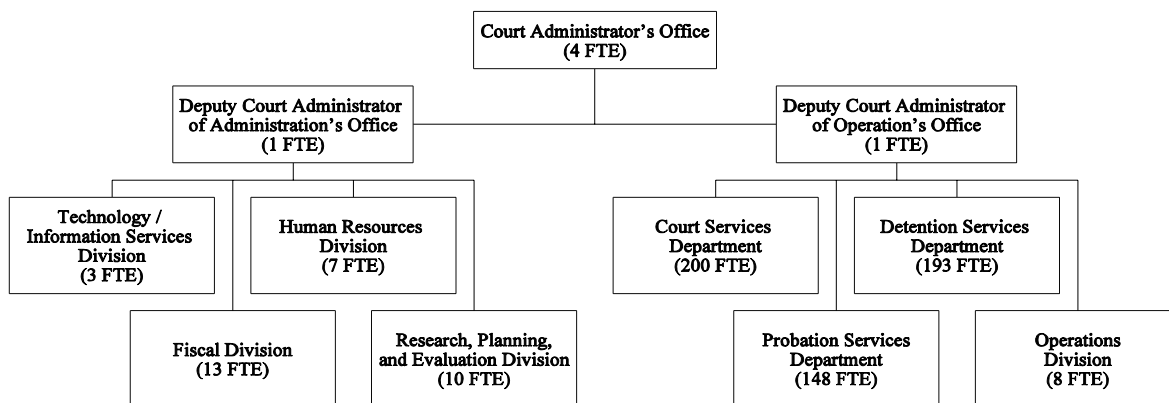 Court Administrator's Office
(4 FTE)
Deputy Court Administrator
of Administration's Office
(1 FTE)
Deputy Court Administrator
of Operation's Office
(1 FTE)
Technology /
Information Services
Division
(3 FTE)
Human Resources
Division
(7 FTE)
Court Services
Department
(200 FTE)
Detention Services
Department
(193 FTE)
Fiscal Division
(13 FTE)
Research, Planning,
and Evaluation Division
(10 FTE)
Probation Services
Department
(148 FTE)
Operations
Division
(8 FTE)